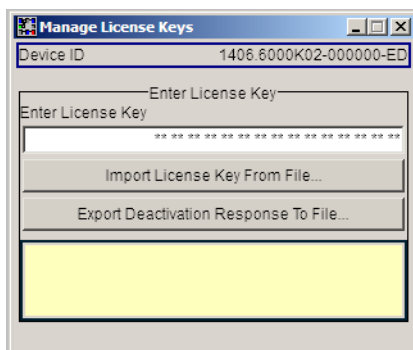 Manage License Keys
Device ID 1406.6000K02-000000-ED
Enter License Key
Enter License Key
** ** ** ** ** ** ** ** ** ** ** ** ** ** **
Import License Key From File...
Export Deactivation Response To File...